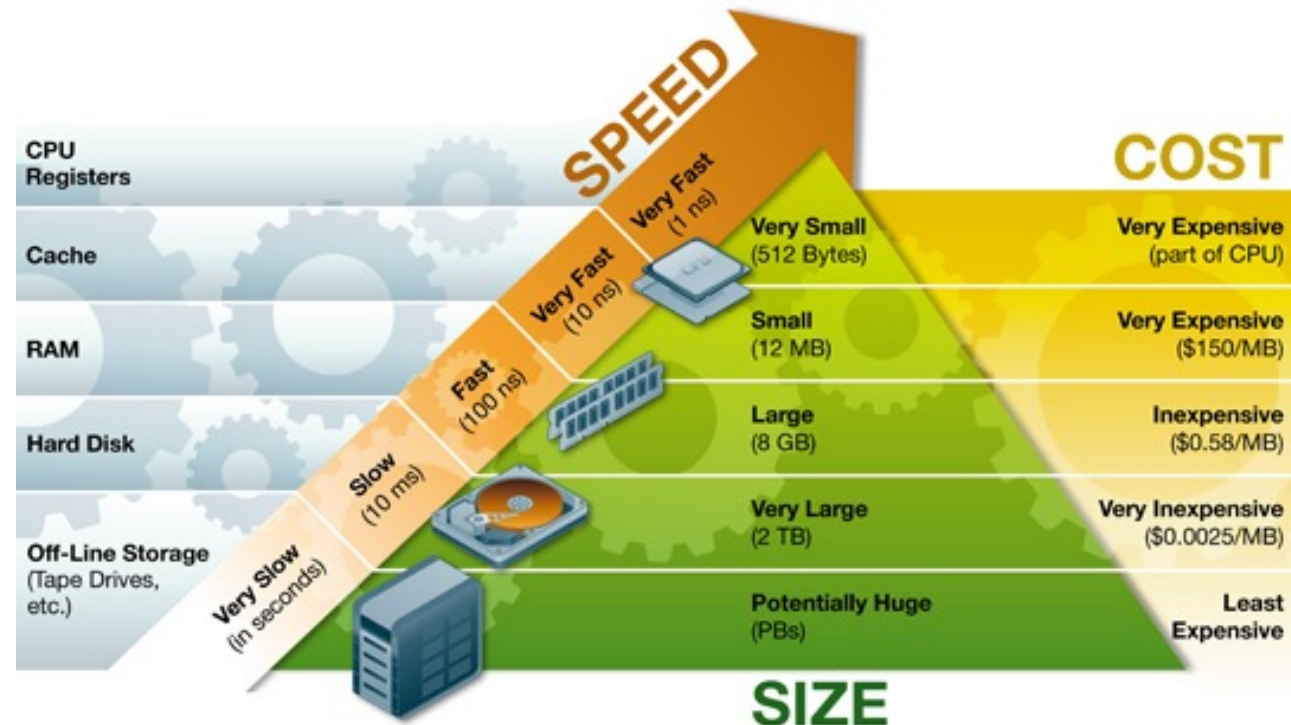 SPEED
COST
CPU
Registers
Very Fast
(1 ns)
Very Small
(512 Bytes)
Very Expensive
(part of CPU)
Cache
Very Fast
(10 ns)
Small
(12 MB)
Very Expensive
($150/MB)
RAM
Fast
(100 ns)
Large
(8 GB)
Inexpensive
($0.58/MB)
Hard Disk
Slow
(10 ms)
Very Large
(2 TB)
Very Inexpensive
($0.0025/MB)
Off-Line Storage
(Tape Drives,
etc.)
Very Slow
(in seconds)
Potentially Huge
(PBs)
Least
Expensive
SIZE